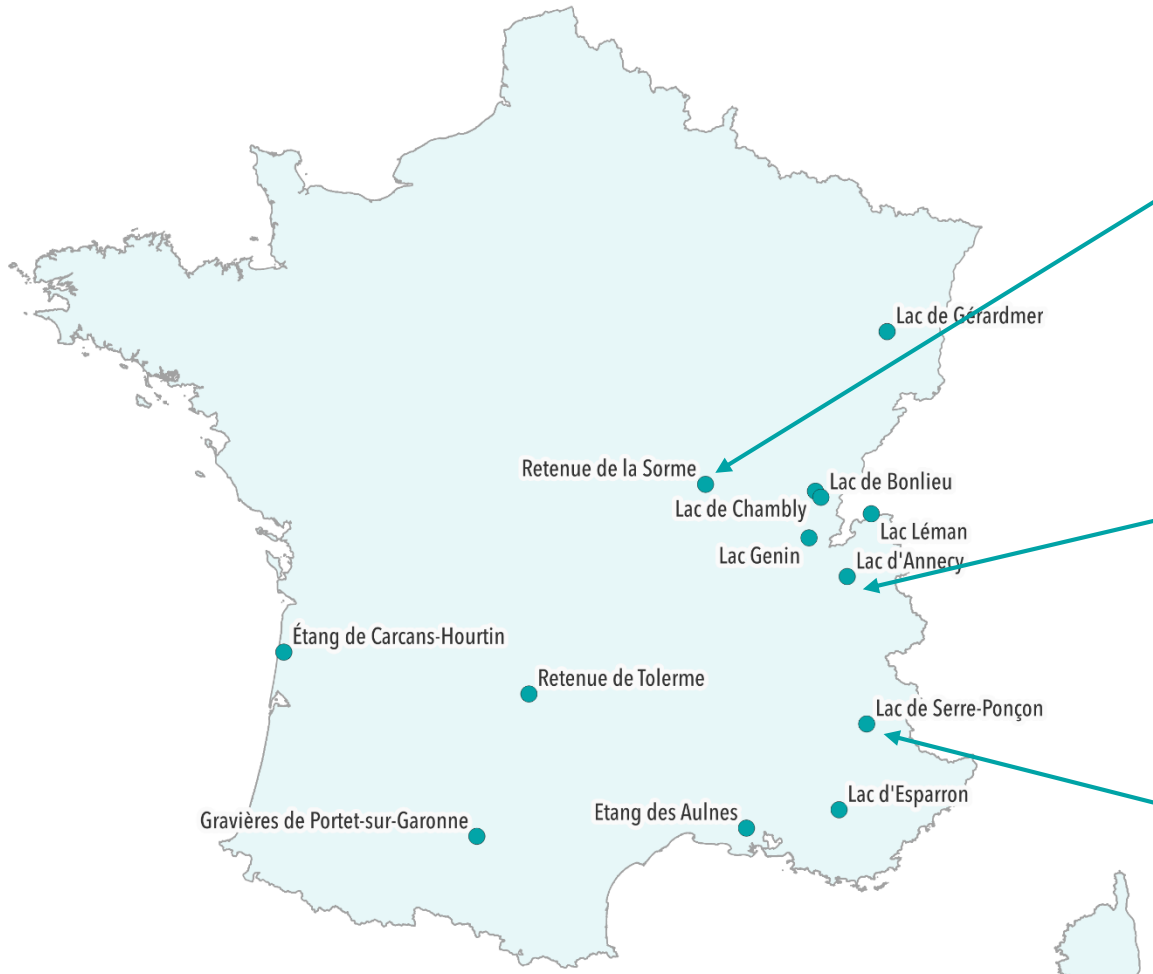 Lac de Gérardmer
Retenue de la Sorme
Lac de Bonlieu
Lac de Chambly
Lac Léman
Lac Genin
Lac d'Annecy
Étang de Carcans-Hourtin
Retenue de Tolerme
Lac de Serre-Ponçon
Lac d'Esparron
Etang des Aulnes
Gravières de Portet-sur-Garonne